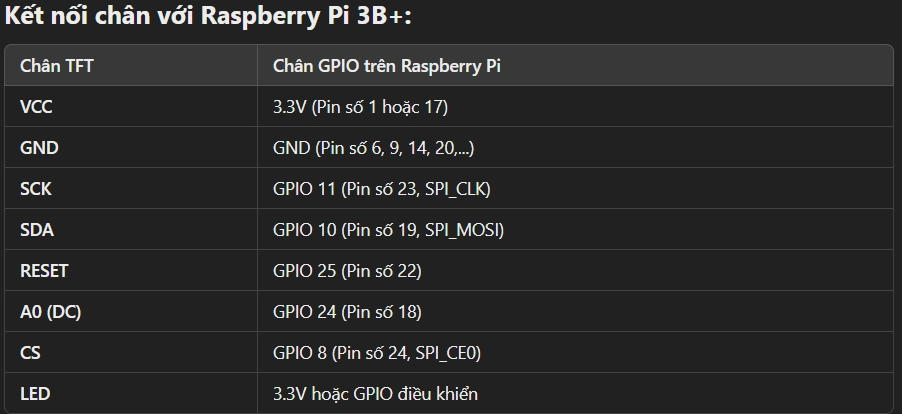 Kết nối chân với Raspberry Pi 3B+:
Chân TFT Chân GPIO trên Raspberry Pi
VCC 3.3V (Pin số 1 hoặc 17)
GND GND (Pin số 6, 9, 14, 20,...)
SCK GPIO 11 (Pin số 23, SPI_CLK)
SDA GPIO 10 (Pin số 19, SPI_MOSI)
RESET GPIO 25 (Pin số 22)
A0 (DC) GPIO 24 (Pin số 18)
CS GPIO 8 (Pin số 24, SPI_CE0)
LED 3.3V hoặc GPIO điều khiển